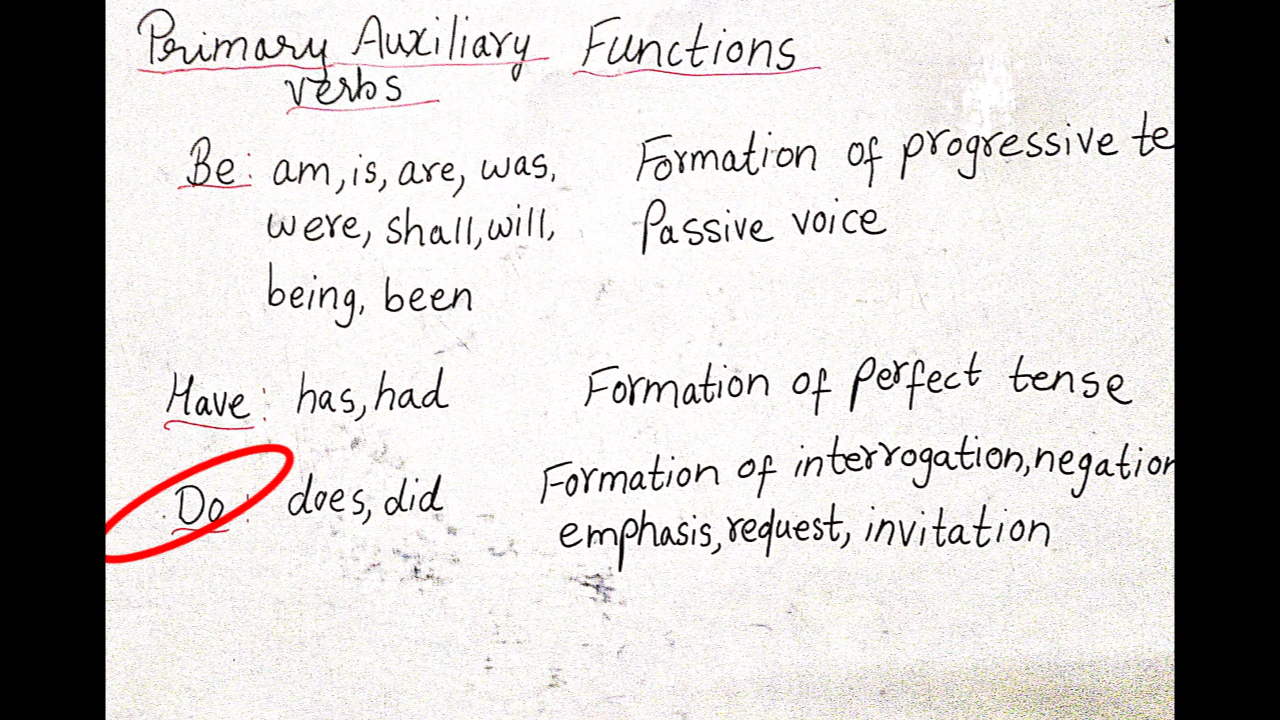 Primary Auxiliary verbs Functions
Be: am, is, are, was, Formation of progressive te
were, shall, will, Passive voice
being, been
Have: has, had Formation of perfect tense
Do: does, did Formation of interrogation, negation
emphasis, request, invitation